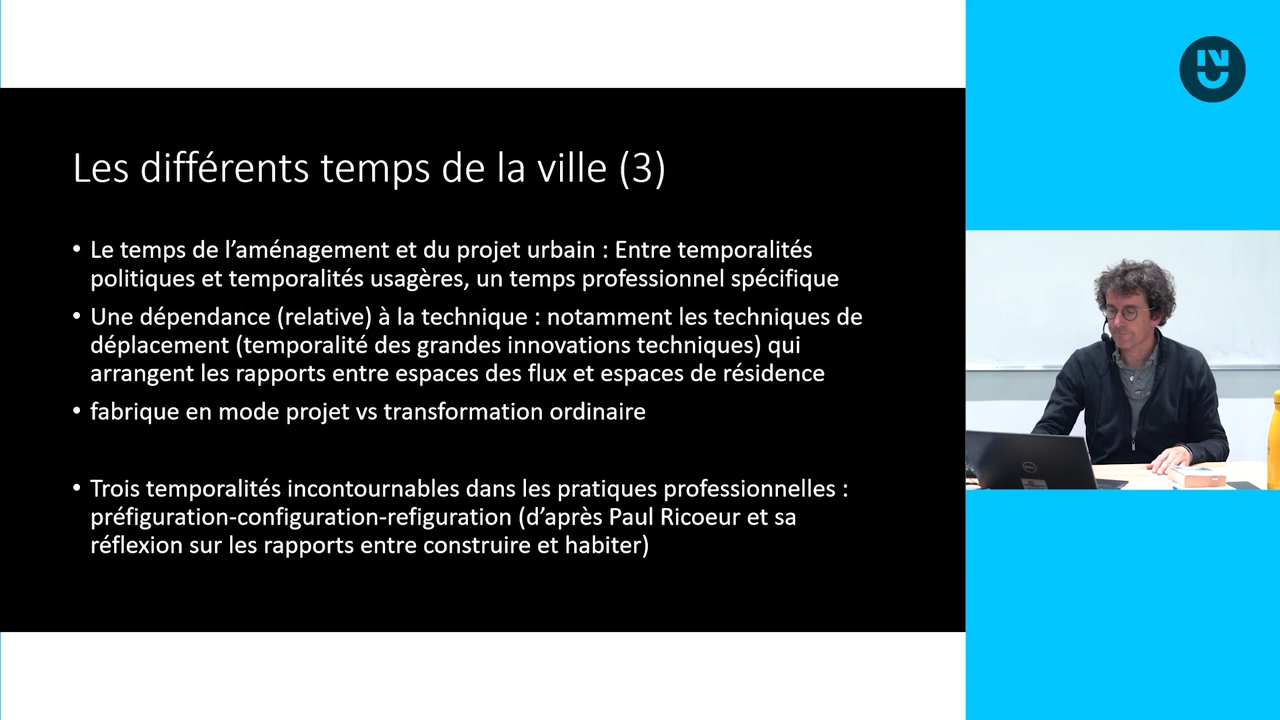 Les différents temps de la ville (3)
• Le temps de l’aménagement et du projet urbain : Entre temporalités
politiques et temporalités usagères, un temps professionnel spécifique
• Une dépendance (relative) à la technique : notamment les techniques de
déplacement (temporalité des grandes innovations techniques) qui
arrangent les rapports entre espaces des flux et espaces de résidence
• fabrique en mode projet vs transformation ordinaire
• Trois temporalités incontournables dans les pratiques professionnelles :
préfiguration-configuration-refiguration (d’après Paul Ricoeur et sa
réflexion sur les rapports entre construire et habiter)